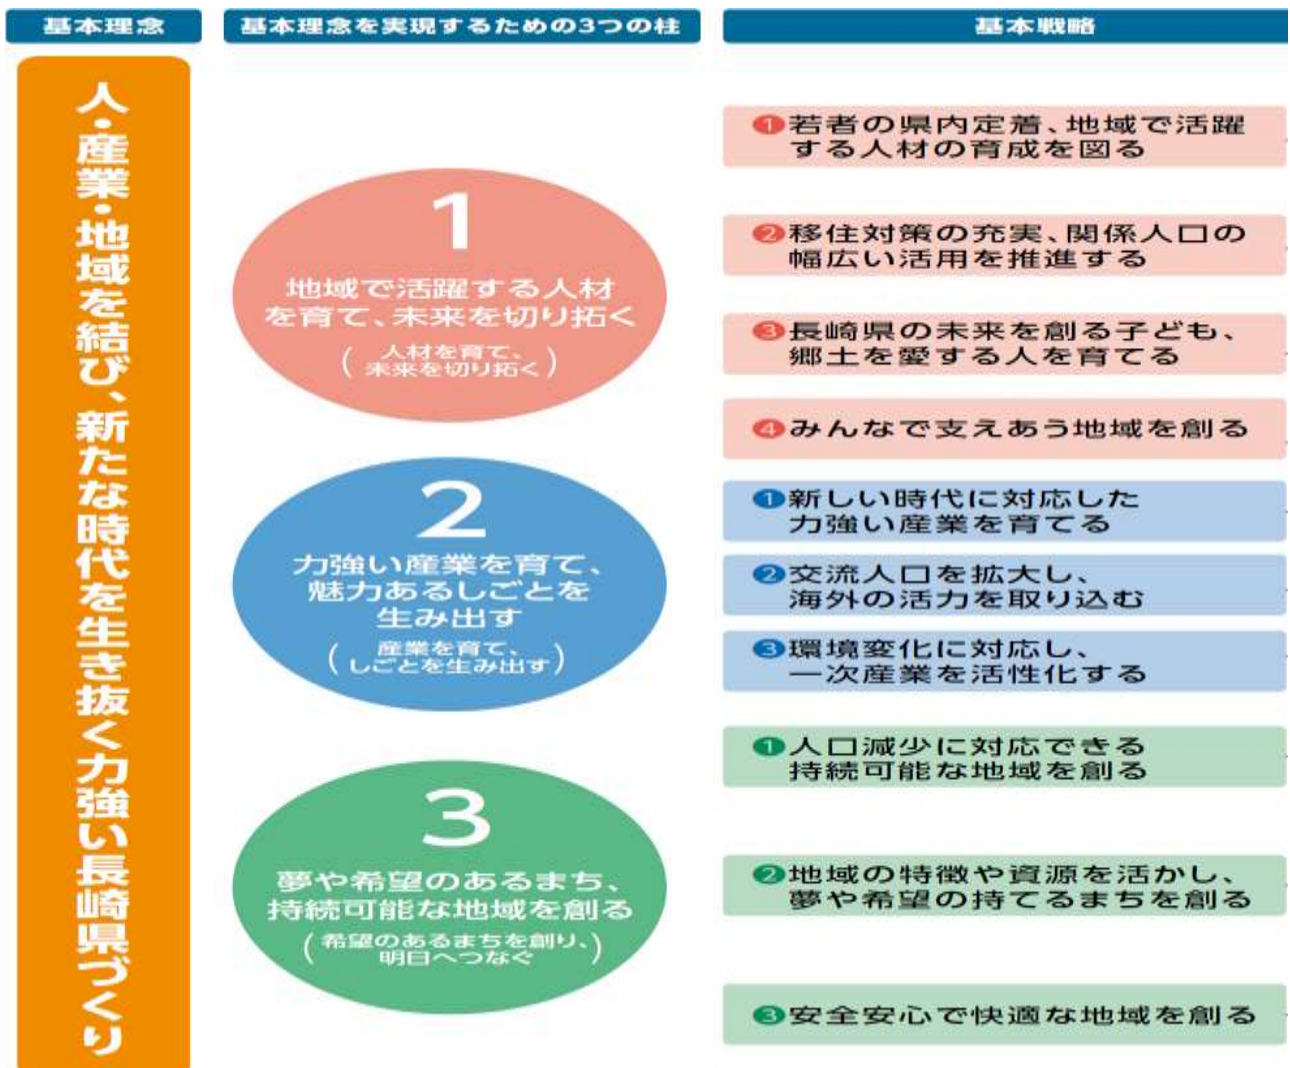 基本理念
基本理念を実現するための3つの柱
基本戦略
人・産業・地域を結び、新たな時代を生き抜く力強い長崎県づくり
1
地域で活躍する人材
を育て、未来を切り拓く
(人材を育て、
未来を切り拓く)
❶若者の県内定着、地域で活躍
する人材の育成を図る
❷移住対策の充実、関係人口の
幅広い活用を推進する
❸長崎県の未来を創る子ども、
郷土を愛する人を育てる
❹みんなで支えあう地域を創る
2
力強い産業を育て、
魅力あるしごとを
生み出す
(産業を育て、
しごとを生み出す)
❶新しい時代に対応した
力強い産業を育てる
❷交流人口を拡大し、
海外の活力を取り込む
❸環境変化に対応し、
一次産業を活性化する
3
夢や希望のあるまち、
持続可能な地域を創る
(希望のあるまちを創り、
明日へつなぐ)
❶人口減少に対応できる
持続可能な地域を創る
❷地域の特徴や資源を活かし、
夢や希望の持てるまちを創る
❸安全安心で快適な地域を創る